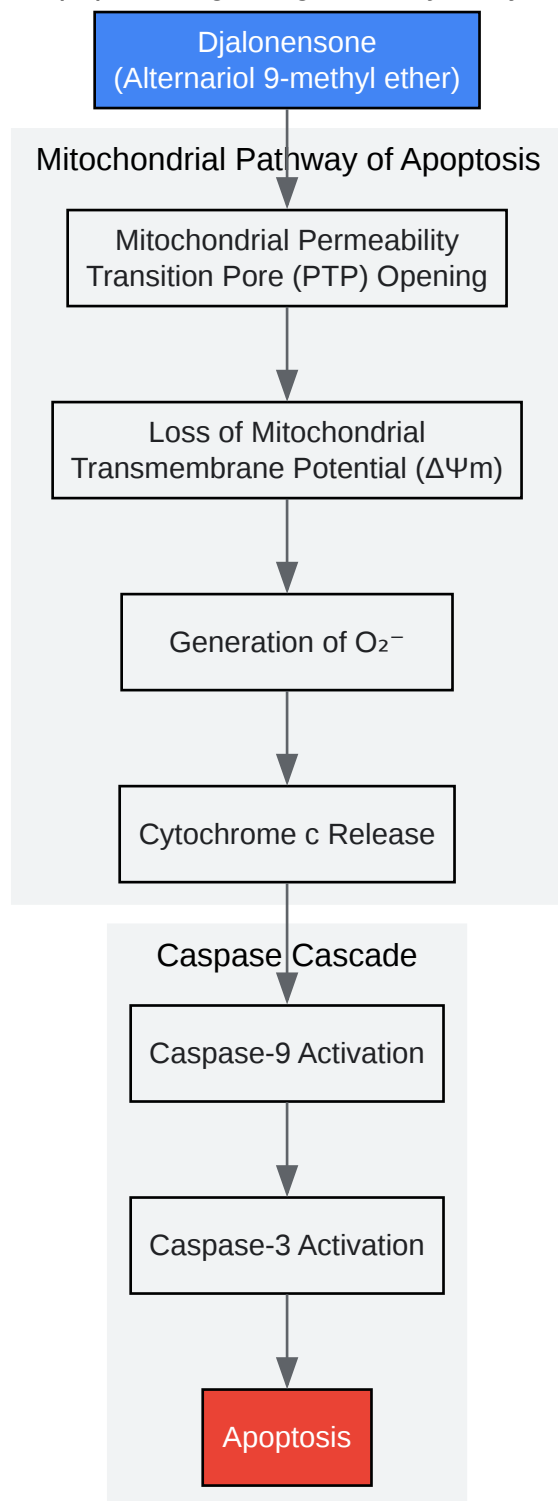 Djalonensone
(Alternariol 9-methyl ether)
Mitochondrial Pathway of Apoptosis
Mitochondrial Permeability
Transition Pore (PTP) Opening
Loss of Mitochondrial
Transmembrane Potential (ΔΨm)
Generation of O₂⁻
Cytochrome c Release
Caspase Cascade
Caspase-9 Activation
Caspase-3 Activation
Apoptosis